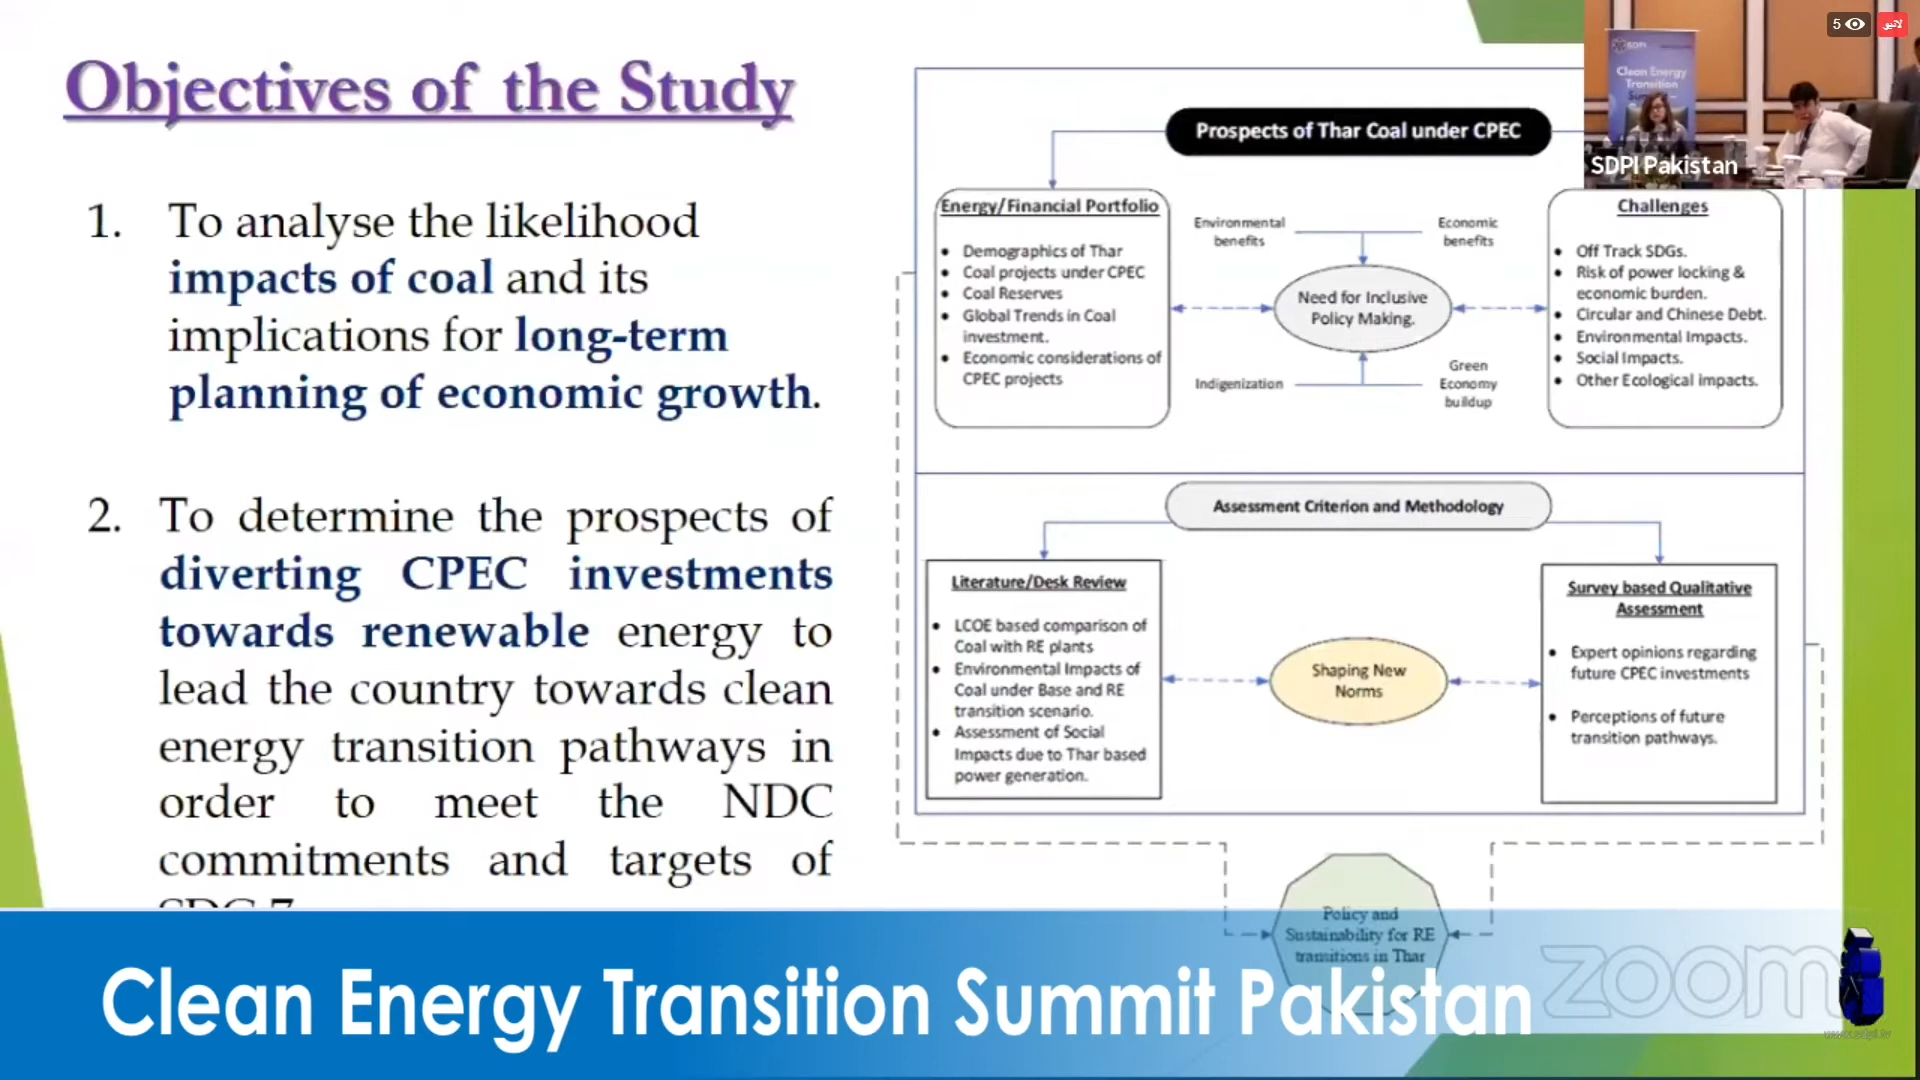 Objectives of the Study
1. To analyse the likelihood
impacts of coal and its
implications for long-term
planning of economic growth.
2. To determine the prospects of
diverting CPEC investments
towards renewable energy to
lead the country towards clean
energy transition pathways in
order to meet the NDC
commitments and targets of
Prospects of Thar Coal under CPEC
Energy/Financial Portfolio
• Demographics of Thar
• Coal projects under CPEC
• Coal Reserves
• Global Trends in Coal
investment.
• Economic considerations of
CPEC projects
Environmental
benefits
Economic
benefits
Need for Inclusive
Policy Making.
Indigenization
Green
Economy
buildup
Challenges
• Off Track SDGs.
• Risk of power locking &
economic burden.
• Circular and Chinese Debt.
• Environmental Impacts.
• Social Impacts.
• Other Ecological impacts.
Assessment Criterion and Methodology
Literature/Desk Review
• LCOE based comparison of
Coal with RE plants
• Environmental Impacts of
Coal under Base and RE
transition scenario.
• Assessment of Social
Impacts due to Thar based
power generation.
Shaping New
Norms
Survey based Qualitative
Assessment
• Expert opinions regarding
future CPEC investments
• Perceptions of future
transition pathways.
Policy and
Sustainability for RE
transitions in Thar
5
لائیو
SDPI
Clean Energy
Transition
SDPI Pakistan
Clean Energy Transition Summit Pakistan
zoom